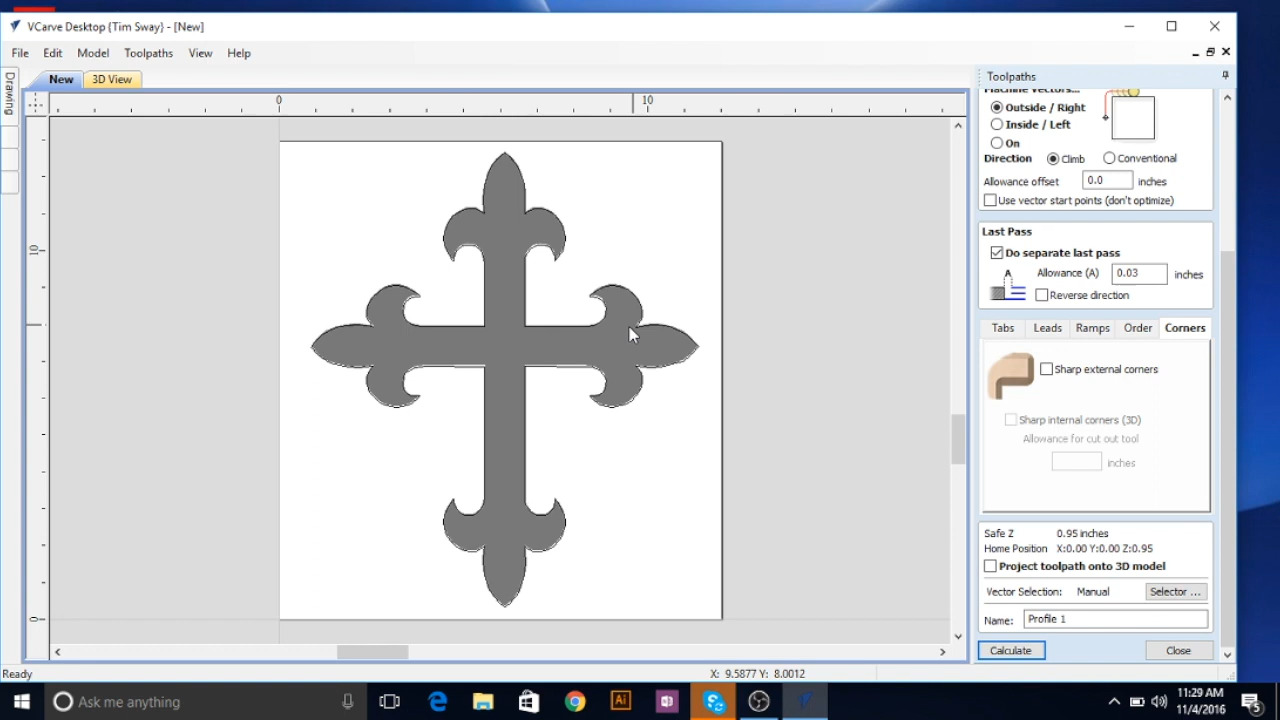 VCarve Desktop {Tim Sway} - [New]
File Edit Model Toolpaths View Help
Drawing
New 3D View
0 10
10
0
Toolpaths
Machine Vectors...
Outside / Right
Inside / Left
On
Direction Climb Conventional
Allowance offset 0.0 inches
Use vector start points (don't optimize)
Last Pass
Do separate last pass
A Allowance (A) 0.03 inches
Reverse direction
Tabs Leads Ramps Order Corners
Sharp external corners
Sharp internal corners (3D)
Allowance for cut out tool
inches
Safe Z 0.95 inches
Home Position X:0.00 Y:0.00 Z:0.95
Project toolpath onto 3D model
Vector Selection: Manual Selector ...
Name: Profile 1
Calculate Close
Ready X: 9.5877 Y: 8.0012
Ask me anything
Ai
11:29 AM
11/4/2016
5